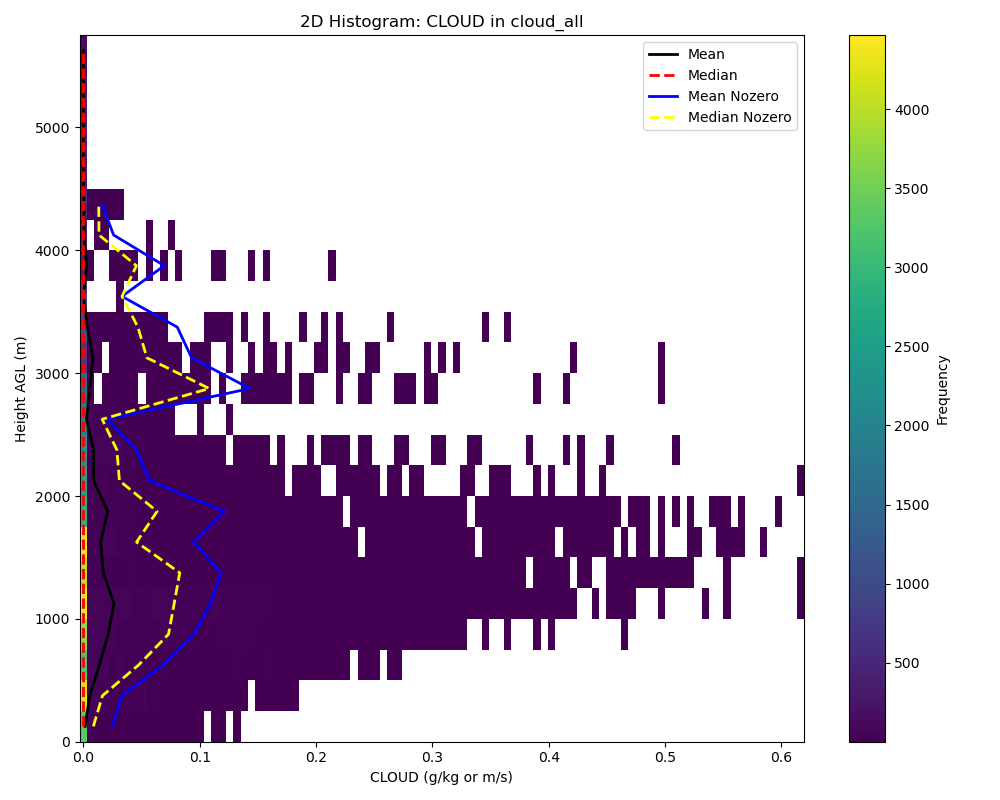 2D Histogram: CLOUD in cloud_all
Mean
Median
Mean Nozero
Median Nozero
Height AGL (m)
5000
4000
3000
2000
1000
0
0.0 0.1 0.2 0.3 0.4 0.5 0.6
CLOUD (g/kg or m/s)
4000
3500
3000
2500
2000
1500
1000
500
Frequency